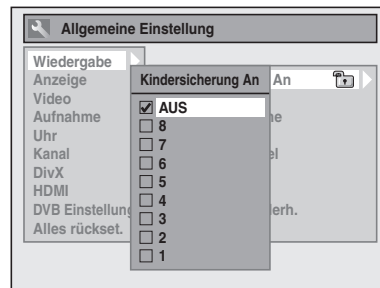 Allgemeine Einstellung
Wiedergabe
Anzeige
Video
Aufnahme
Uhr
Kanal
DivX
HDMI
DVB Einstellung
Alles rückset.
Kindersicherung An
AUS
8
7
6
5
4
3
2
1
An